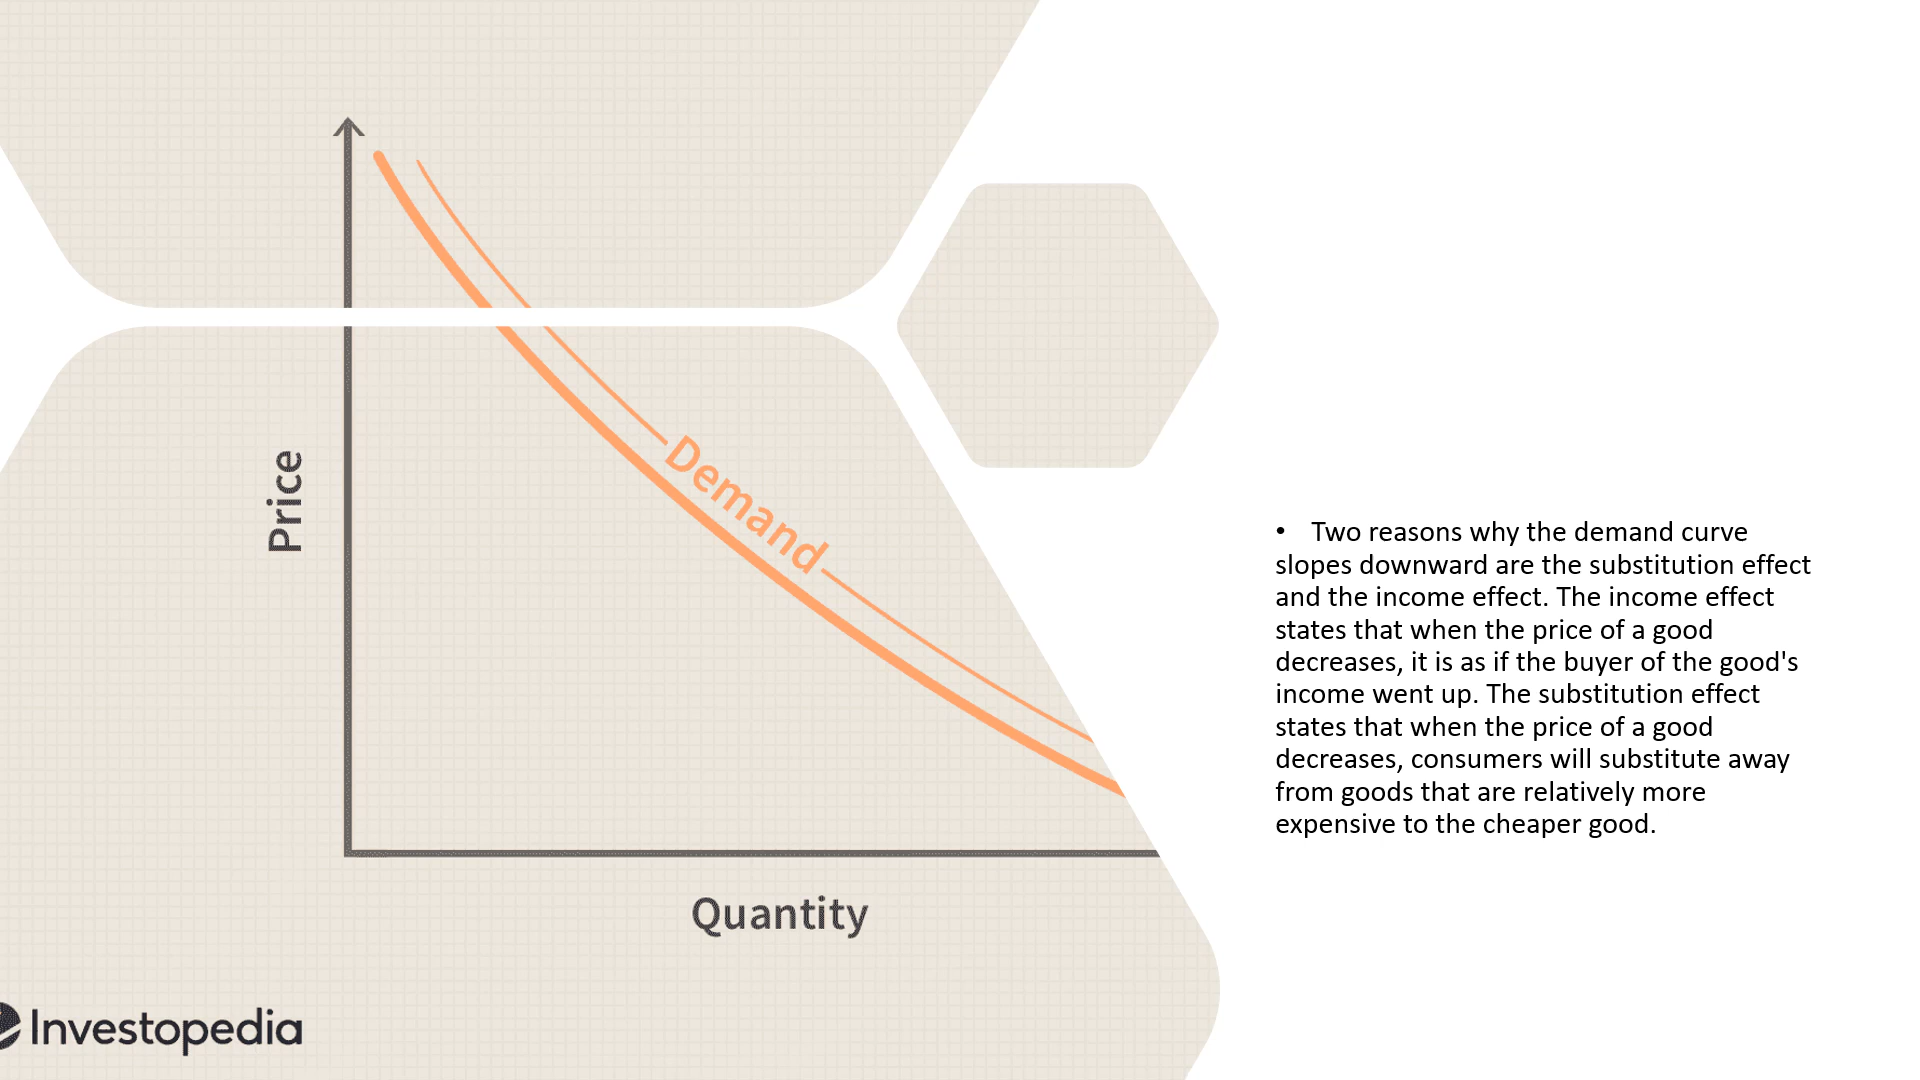 Price
Demand
Quantity
Investopedia
• Two reasons why the demand curve
slopes downward are the substitution effect
and the income effect. The income effect
states that when the price of a good
decreases, it is as if the buyer of the good's
income went up. The substitution effect
states that when the price of a good
decreases, consumers will substitute away
from goods that are relatively more
expensive to the cheaper good.